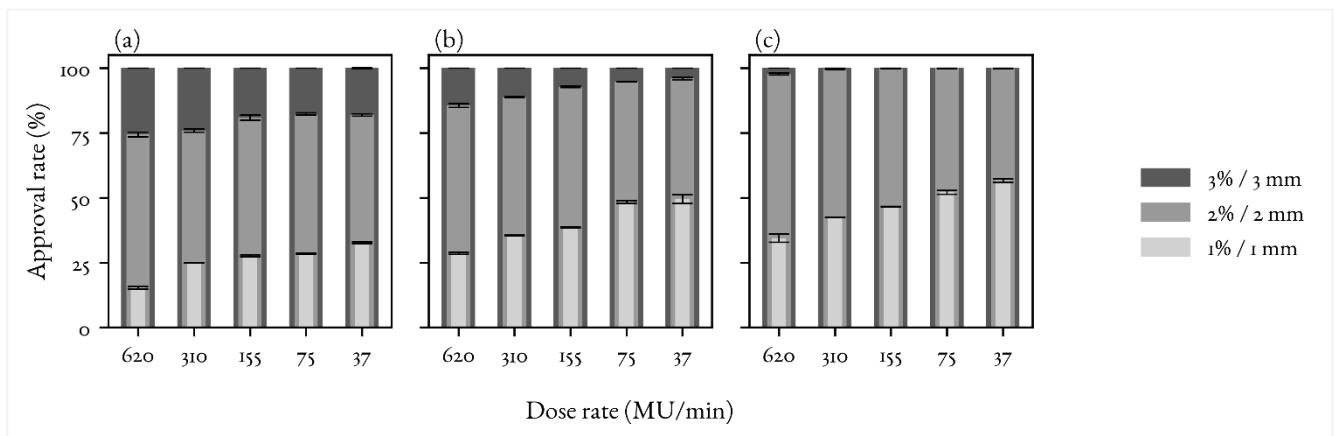 (a) (b) (c)
Approval rate (%)
100
75
50
25
0
620 310 155 75 37
620 310 155 75 37
620 310 155 75 37
Dose rate (MU/min)
3% / 3 mm
2% / 2 mm
1% / 1 mm